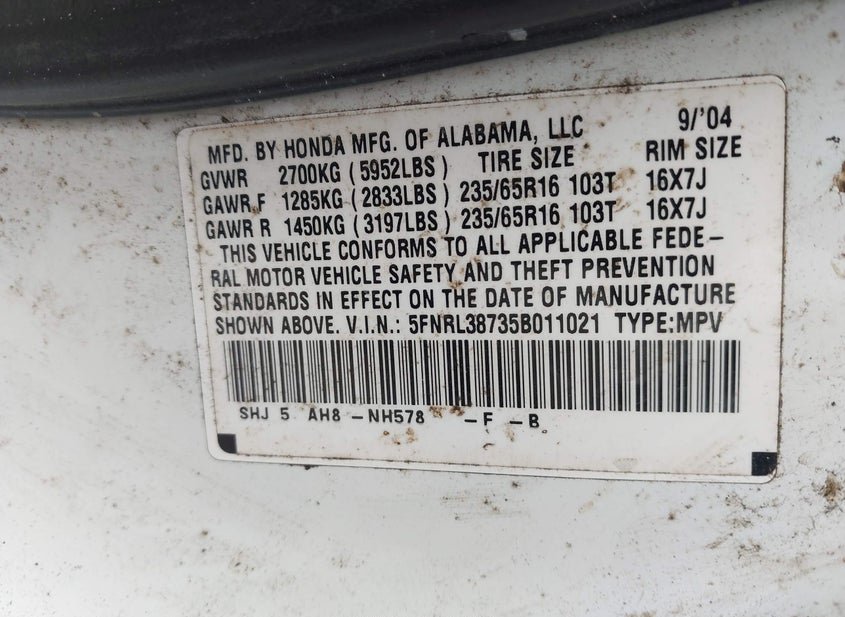 MFD. BY HONDA MFG. OF ALABAMA, LLC 9/'04
GVWR 2700KG (5952LBS) TIRE SIZE RIM SIZE
GAWR F 1285KG (2833LBS) 235/65R16 103T 16X7J
GAWR R 1450KG (3197LBS) 235/65R16 103T 16X7J
THIS VEHICLE CONFORMS TO ALL APPLICABLE FEDE-
RAL MOTOR VEHICLE SAFETY AND THEFT PREVENTION
STANDARDS IN EFFECT ON THE DATE OF MANUFACTURE
SHOWN ABOVE. V.I.N.: 5FNRL38735B011021 TYPE:MPV
SHJ 5 AH8 -NH578 -F -B